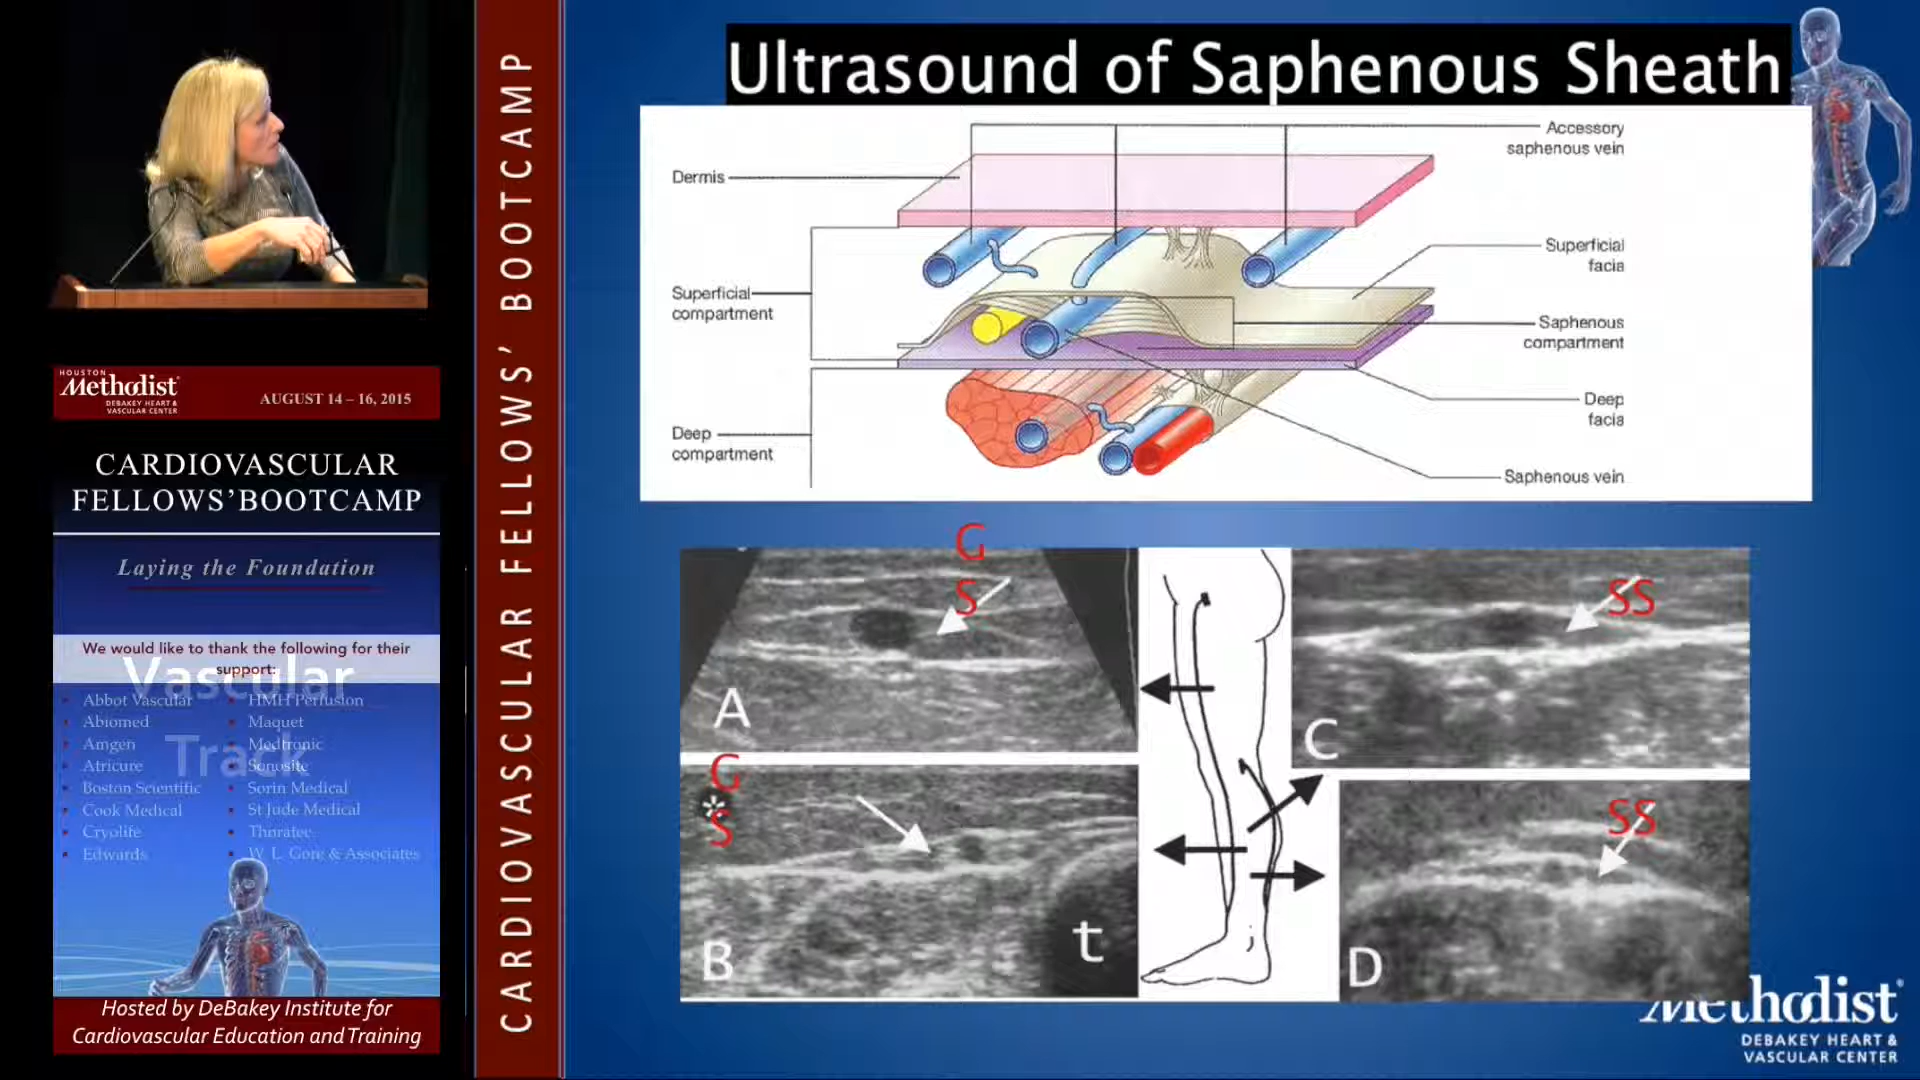 HOUSTON
Methodist
DEBAKEY HEART &
VASCULAR CENTER
AUGUST 14 – 16, 2015
CARDIOVASCULAR
FELLOWS'BOOTCAMP
Laying the Foundation
We would like to thank the following for their
support:
Vascular
Track
Abbot Vascular
Abiomed
Amgen
Atricure
Boston Scientific
Cook Medical
Cryolife
Edwards
HMH Perfusion
Maquet
Medtronic
Sonosite
Sorin Medical
St Jude Medical
Thoratec
W. L. Gore & Associates
Hosted by DeBakey Institute for
Cardiovascular Education and Training
CARDIOVASCULAR FELLOWS' BOOTCAMP
Ultrasound of Saphenous Sheath
Dermis
Superficial
compartment
Deep
compartment
Accessory
saphenous vein
Superficial
facia
Saphenous
compartment
Deep
facia
Saphenous vein
G
S
A
G
*
S
B
t
SS
C
SS
D
Methodist
DEBAKEY HEART &
VASCULAR CENTER